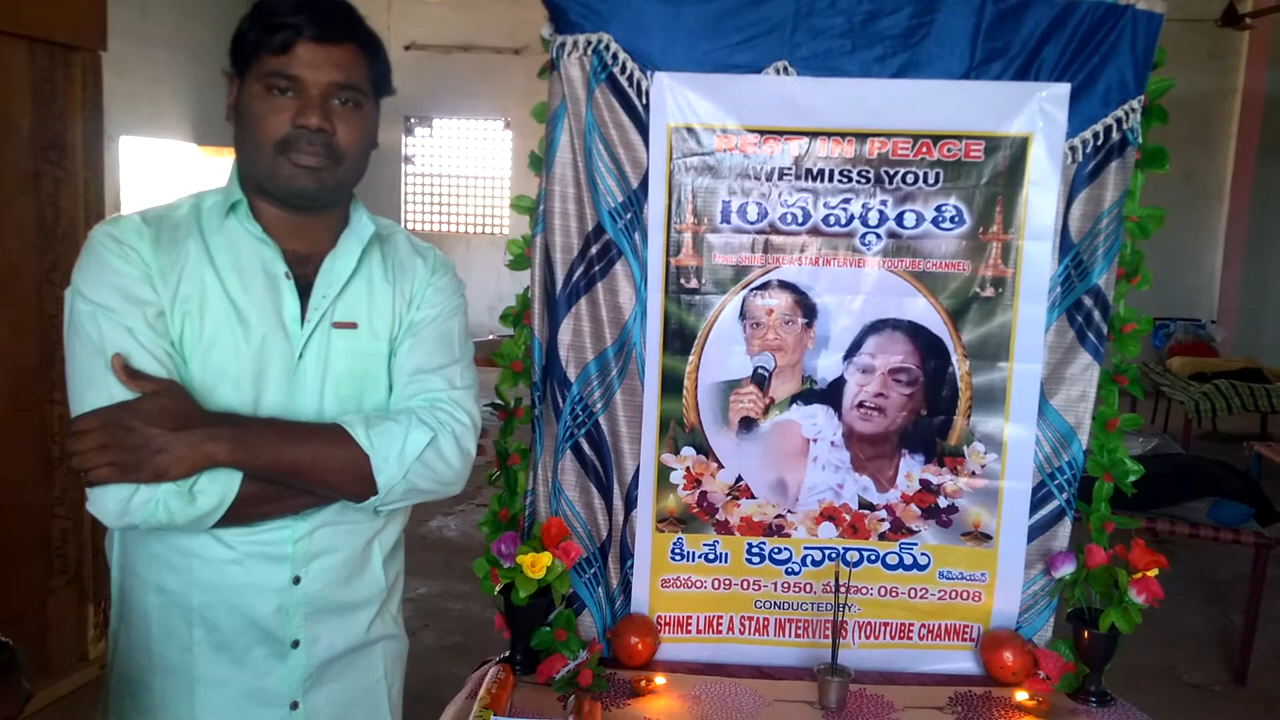 REST IN PEACE
WE MISS YOU
10 వ వర్ధంతి
From: SHINE LIKE A STAR INTERVIEWS (YOUTUBE CHANNEL)
కీ॥శే॥ కల్పనారాయ్
కమెడియన్
జననం: 09-05-1950, మరణం: 06-02-2008
CONDUCTED BY:-
SHINE LIKE A STAR INTERVIEWS (YOUTUBE CHANNEL)